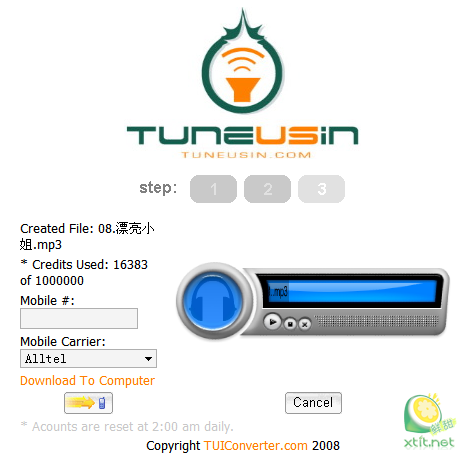 TUNEUSiN
TUNEUSIN.COM
step: 1 2 3
Created File: 08.漂亮小
姐.mp3
* Credits Used: 16383
of 1000000
Mobile #:
Mobile Carrier:
Alltel
Download To Computer
.mp3
Cancel
* Acounts are reset at 2:00 am daily.
Copyright TUIConverter.com 2008
鲜甜
xtit.net